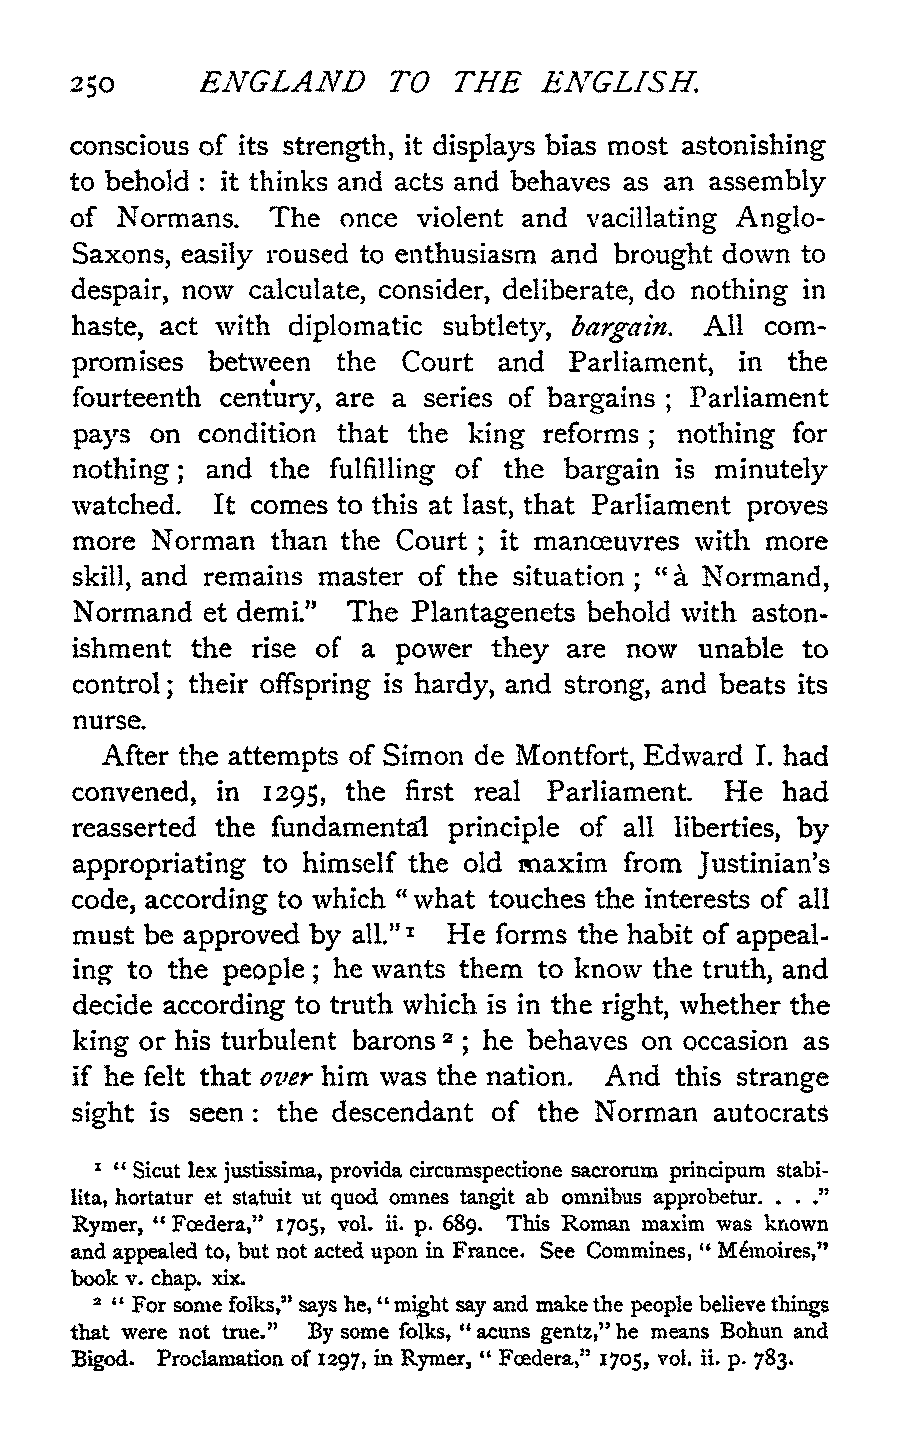 250 ENGLAND TO THE ENGLISH.
conscious of its strength, it displays bias most astonishing
to behold : it thinks and acts and behaves as an assembly
of Normans. The once violent and vacillating Anglo-
Saxons, easily roused to enthusiasm and brought down to
despair, now calculate, consider, deliberate, do nothing in
haste, act with diplomatic subtlety, bargain. All com-
promises between the Court and Parliament, in the
fourteenth century, are a series of bargains ; Parliament
pays on condition that the king reforms ; nothing for
nothing ; and the fulfilling of the bargain is minutely
watched. It comes to this at last, that Parliament proves
more Norman than the Court ; it manœuvres with more
skill, and remains master of the situation ; “à Normand,
Normand et demi.” The Plantagenets behold with aston-
ishment the rise of a power they are now unable to
control ; their offspring is hardy, and strong, and beats its
nurse.
After the attempts of Simon de Montfort, Edward I. had
convened, in 1295, the first real Parliament. He had
reasserted the fundamental principle of all liberties, by
appropriating to himself the old maxim from Justinian’s
code, according to which “what touches the interests of all
must be approved by all.” ¹ He forms the habit of appeal-
ing to the people ; he wants them to know the truth, and
decide according to truth which is in the right, whether the
king or his turbulent barons ² ; he behaves on occasion as
if he felt that over him was the nation. And this strange
sight is seen : the descendant of the Norman autocrats
¹ “ Sicut lex justissima, provida circumspectione sacrorum principum stabi-
lita, hortatur et statuit ut quod omnes tangit ab omnibus approbetur. . . .”
Rymer, “ Fœdera,” 1705, vol. ii. p. 689. This Roman maxim was known
and appealed to, but not acted upon in France. See Commines, “ Mémoires,”
book v. chap. xix.
² “ For some folks,” says he, “ might say and make the people believe things
that were not true.” By some folks, “ acuns gentz,” he means Bohun and
Bigod. Proclamation of 1297, in Rymer, “ Fœdera,” 1705, vol. ii. p. 783.